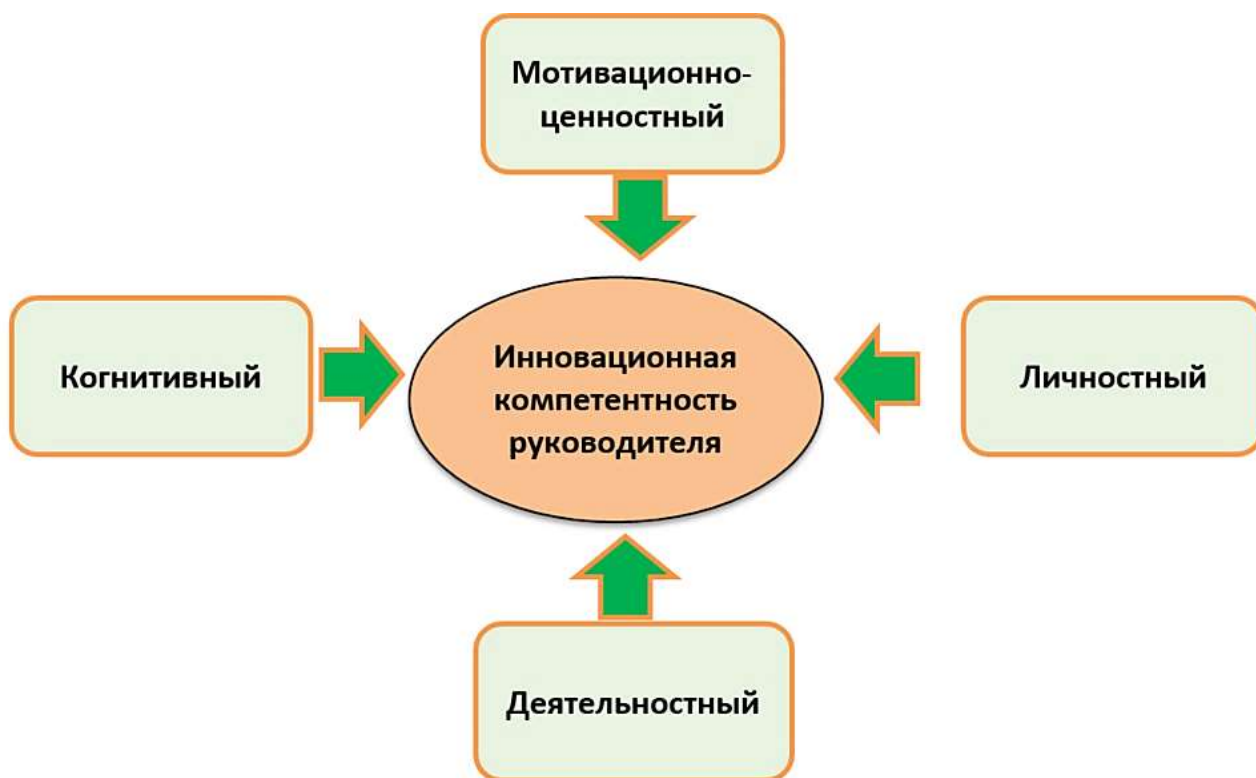 Мотивационно-
ценностный
Когнитивный
Инновационная
компетентность
руководителя
Личностный
Деятельностный